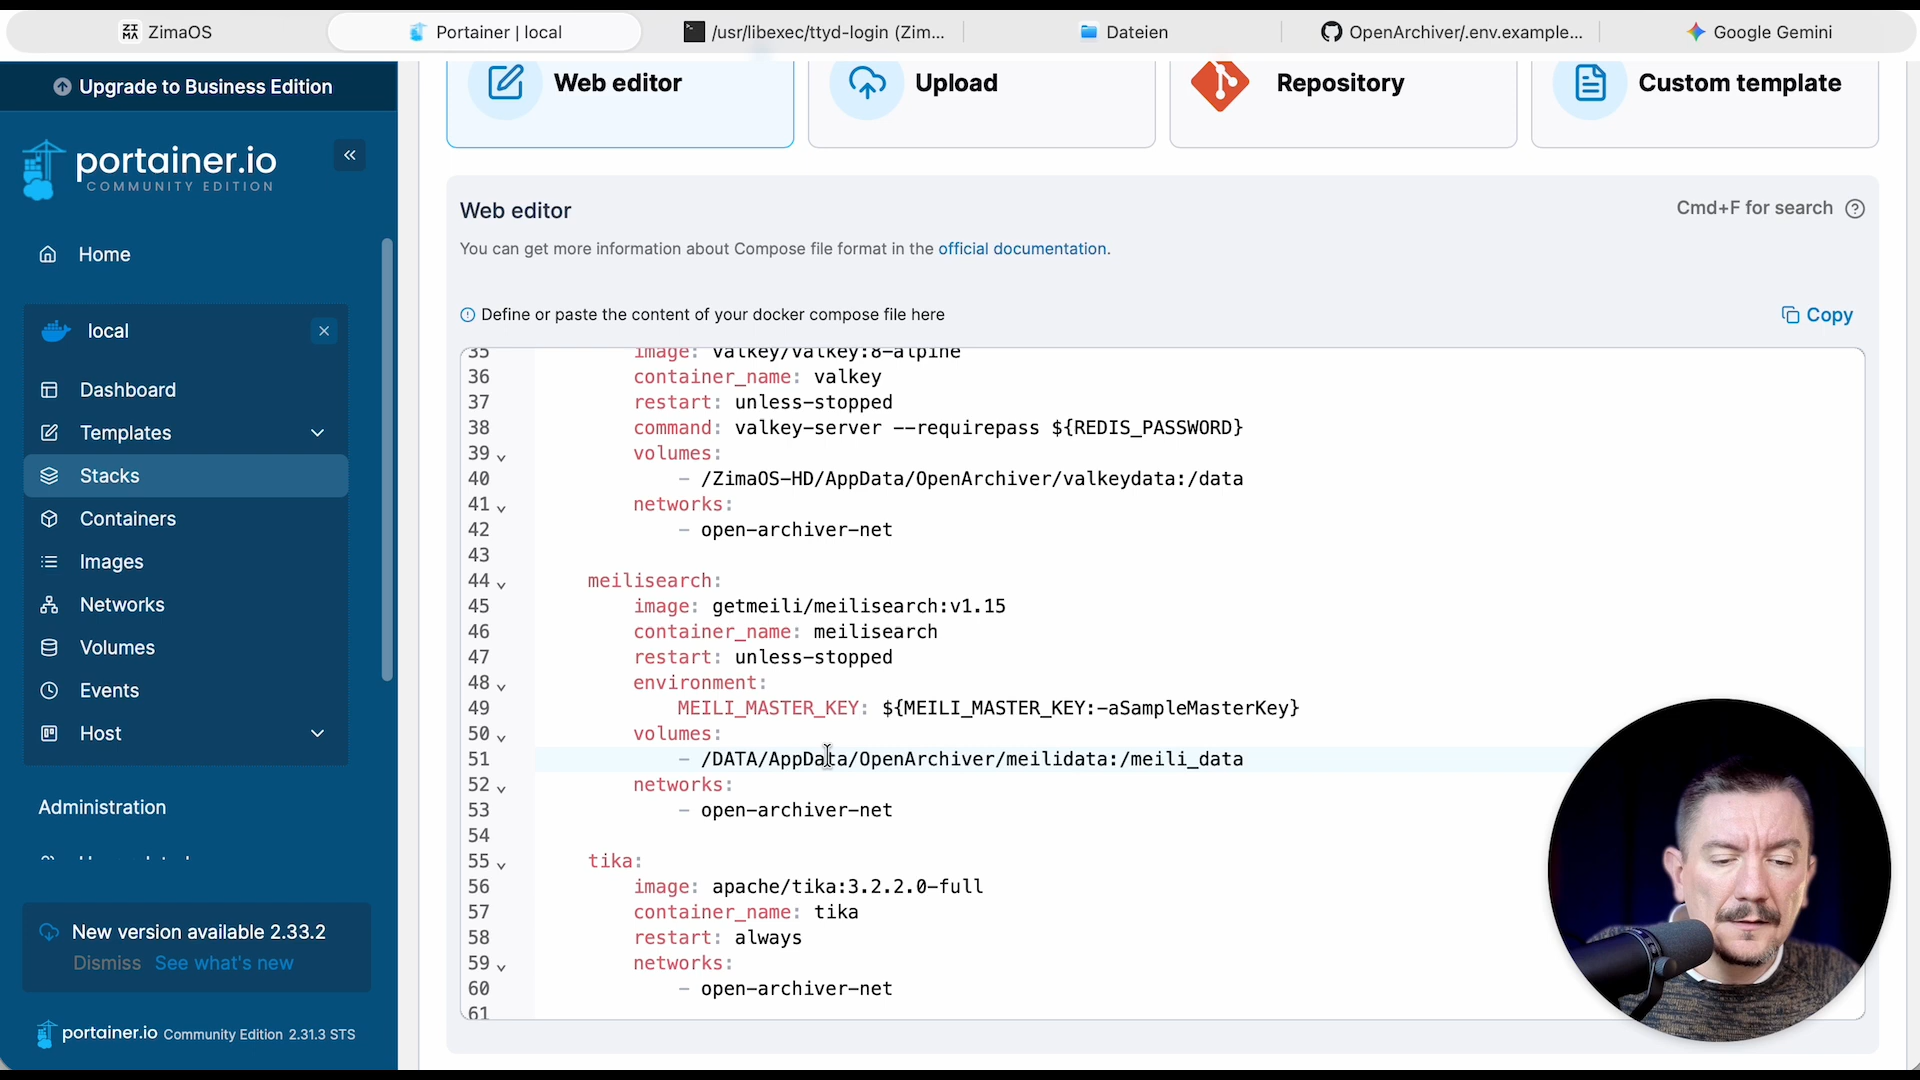 ZimaOS
Portainer | local
/usr/libexec/ttyd-login (Zim...
Dateien
OpenArchiver/.env.example...
Google Gemini
Upgrade to Business Edition
portainer.io
COMMUNITY EDITION
Home
local
Dashboard
Templates
Stacks
Containers
Images
Networks
Volumes
Events
Host
Administration
New version available 2.33.2
Dismiss See what's new
portainer.io Community Edition 2.31.3 STS
Web editor
Upload
Repository
Custom template
Web editor
Cmd+F for search
You can get more information about Compose file format in the official documentation.
Define or paste the content of your docker compose file here
Copy
35 image: valkey/valkey:8-alpine
36 container_name: valkey
37 restart: unless-stopped
38 command: valkey-server --requirepass ${REDIS_PASSWORD}
39 volumes:
40 - /ZimaOS-HD/AppData/OpenArchiver/valkeydata:/data
41 networks:
42 - open-archiver-net
43
44 meilisearch:
45 image: getmeili/meilisearch:v1.15
46 container_name: meilisearch
47 restart: unless-stopped
48 environment:
49 MEILI_MASTER_KEY: ${MEILI_MASTER_KEY:-aSampleMasterKey}
50 volumes:
51 - /DATA/AppData/OpenArchiver/meilidata:/meili_data
52 networks:
53 - open-archiver-net
54
55 tika:
56 image: apache/tika:3.2.2.0-full
57 container_name: tika
58 restart: always
59 networks:
60 - open-archiver-net
61